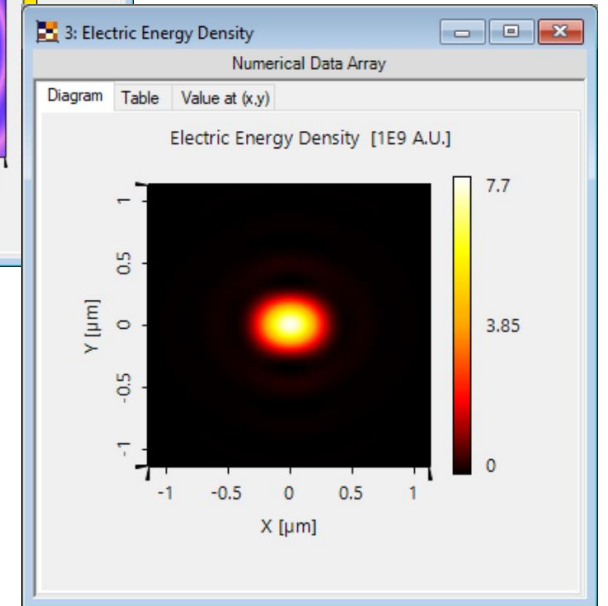 3: Electric Energy Density
Numerical Data Array
Diagram Table Value at (x,y)
Electric Energy Density [1E9 A.U.]
7.7
3.85
0
Y [µm]
1
0.5
0
-0.5
-1
-1 -0.5 0 0.5 1
X [µm]